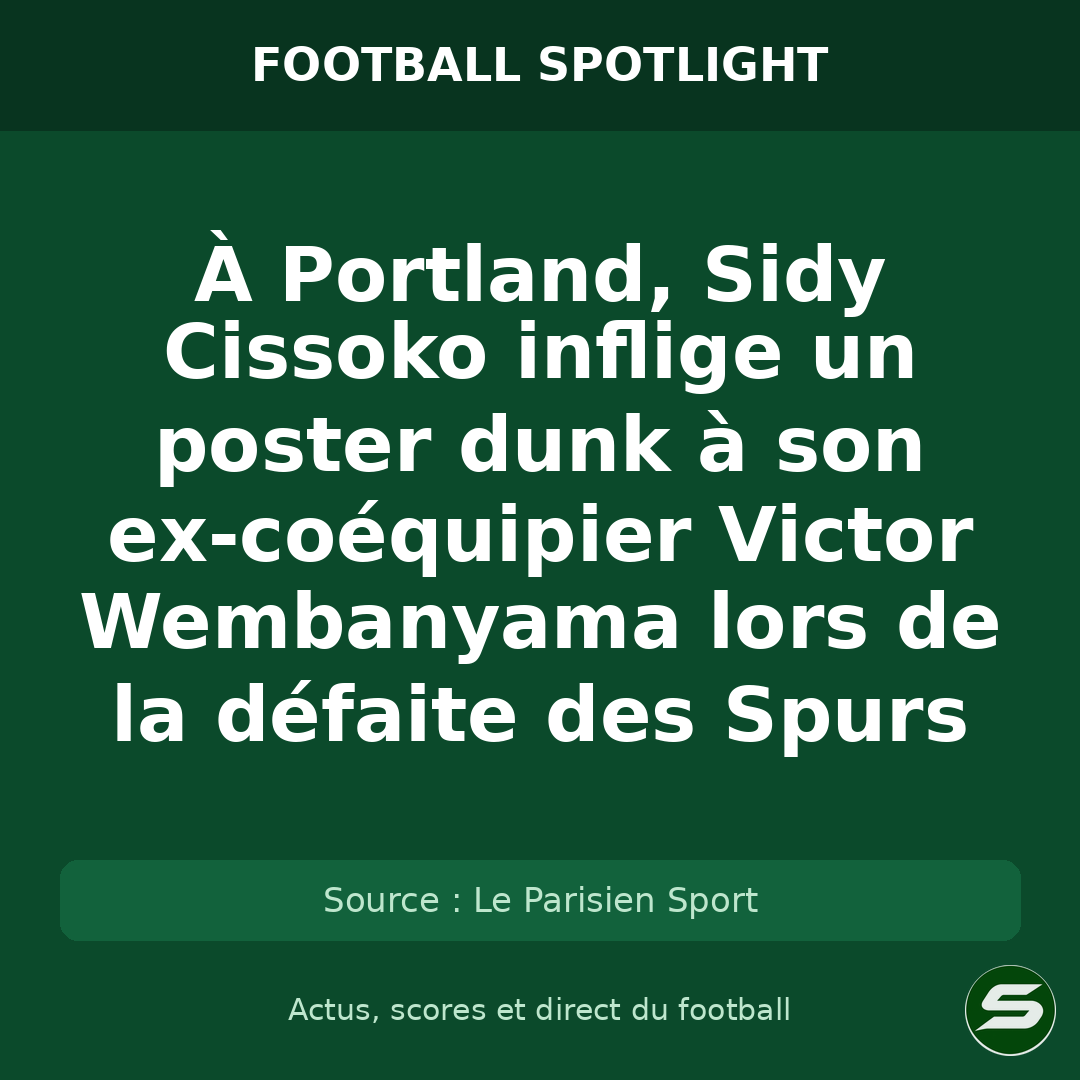 FOOTBALL SPOTLIGHT
À Portland, Sidy
Cissoko inflige un
poster dunk à son
ex-coéquipier Victor
Wembanyama lors de
la défaite des Spurs
Source : Le Parisien Sport
Actus, scores et direct du football
S